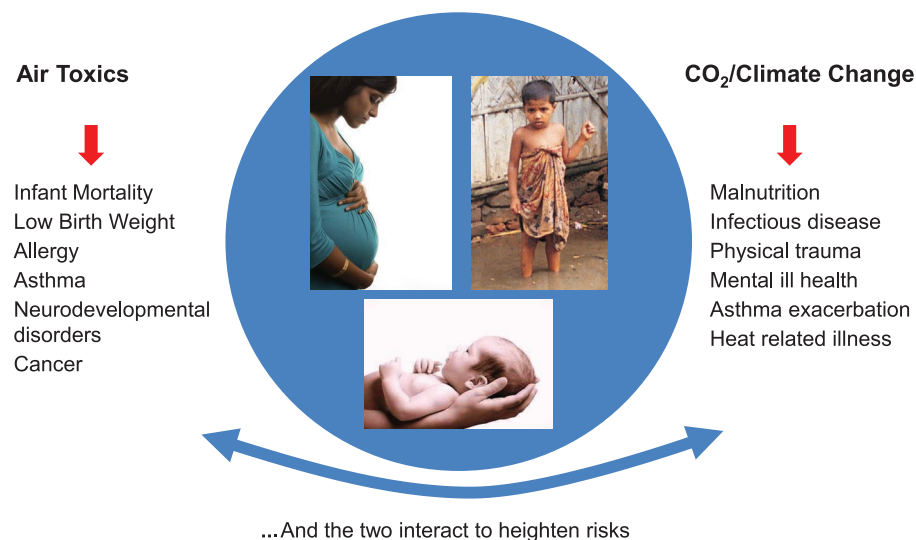 Air Toxics
Infant Mortality
Low Birth Weight
Allergy
Asthma
Neurodevelopmental
disorders
Cancer
CO₂/Climate Change
Malnutrition
Infectious disease
Physical trauma
Mental ill health
Asthma exacerbation
Heat related illness
...And the two interact to heighten risks